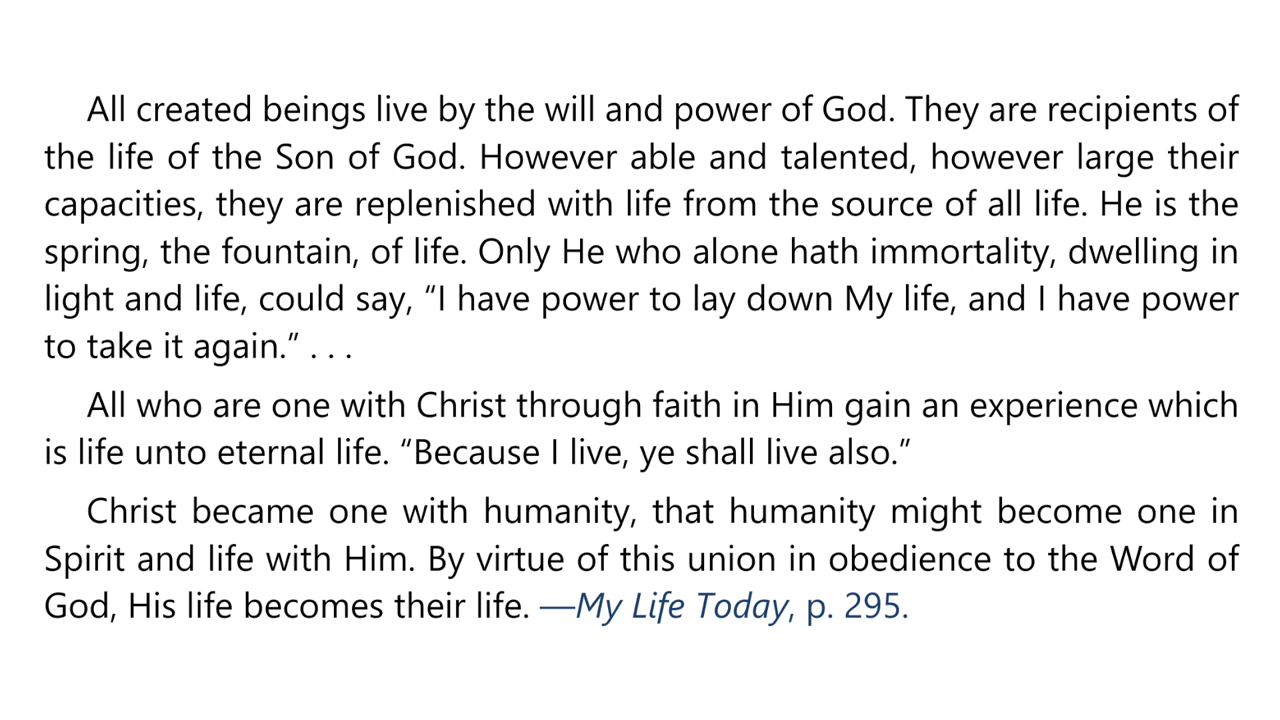 All created beings live by the will and power of God. They are recipients of
the life of the Son of God. However able and talented, however large their
capacities, they are replenished with life from the source of all life. He is the
spring, the fountain, of life. Only He who alone hath immortality, dwelling in
light and life, could say, “I have power to lay down My life, and I have power
to take it again.” . . .
All who are one with Christ through faith in Him gain an experience which
is life unto eternal life. “Because I live, ye shall live also.”
Christ became one with humanity, that humanity might become one in
Spirit and life with Him. By virtue of this union in obedience to the Word of
God, His life becomes their life. —My Life Today, p. 295.